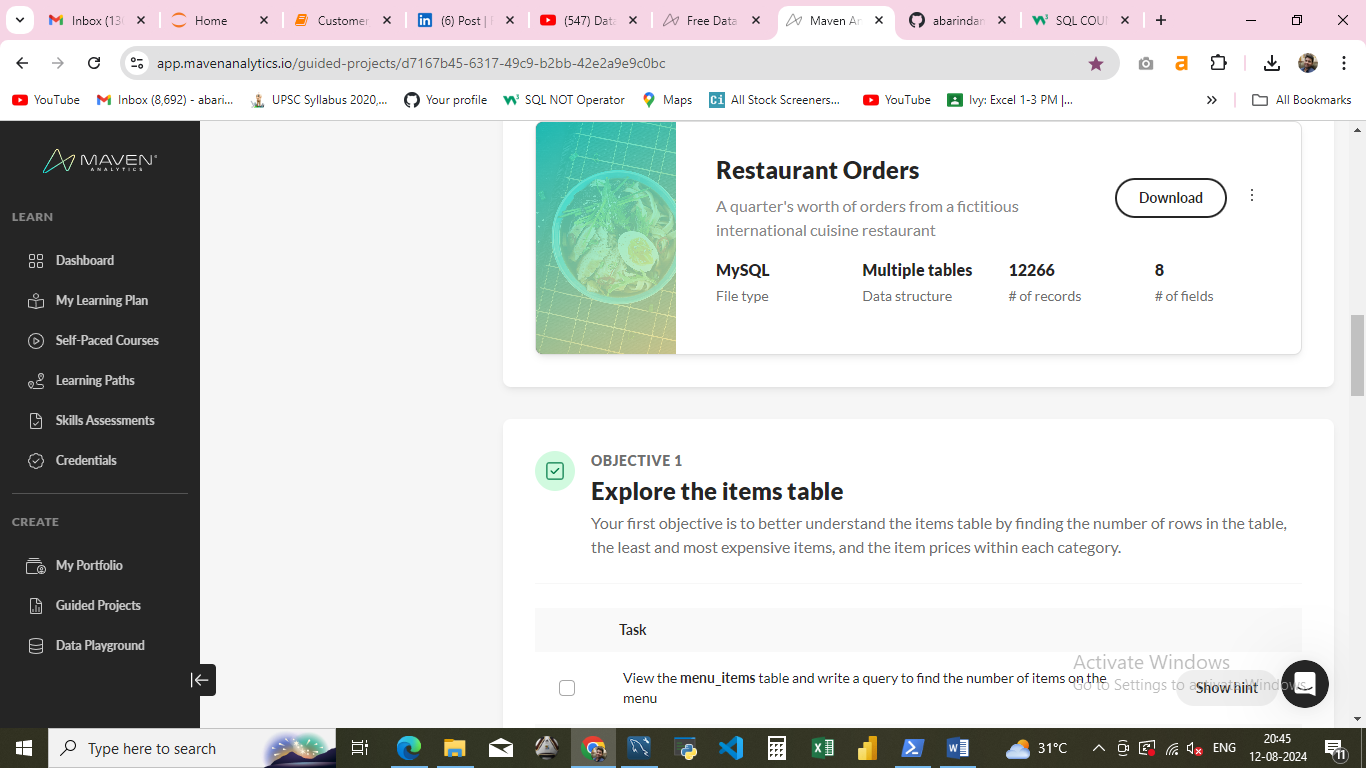 Inbox (130
Home
Customer
(6) Post | F
(547) Data
Free Data
Maven An
abarindan
SQL COU
app.mavenanalytics.io/guided-projects/d7167b45-6317-49c9-b2bb-42e2a9e9c0bc
YouTube
Inbox (8,692) - abari...
UPSC Syllabus 2020,...
Your profile
SQL NOT Operator
Maps
All Stock Screeners...
YouTube
Ivy: Excel 1-3 PM |...
All Bookmarks
MAVEN
ANALYTICS
LEARN
Dashboard
My Learning Plan
Self-Paced Courses
Learning Paths
Skills Assessments
Credentials
CREATE
My Portfolio
Guided Projects
Data Playground
Restaurant Orders
A quarter's worth of orders from a fictitious
international cuisine restaurant
Download
MySQL
File type
Multiple tables
Data structure
12266
# of records
8
# of fields
OBJECTIVE 1
Explore the items table
Your first objective is to better understand the items table by finding the number of rows in the table,
the least and most expensive items, and the item prices within each category.
Task
View the menu_items table and write a query to find the number of items on the
menu
Show hint
Activate Windows
Go to Settings to activate Windows.
Type here to search
31°C
ENG
20:45
12-08-2024
11